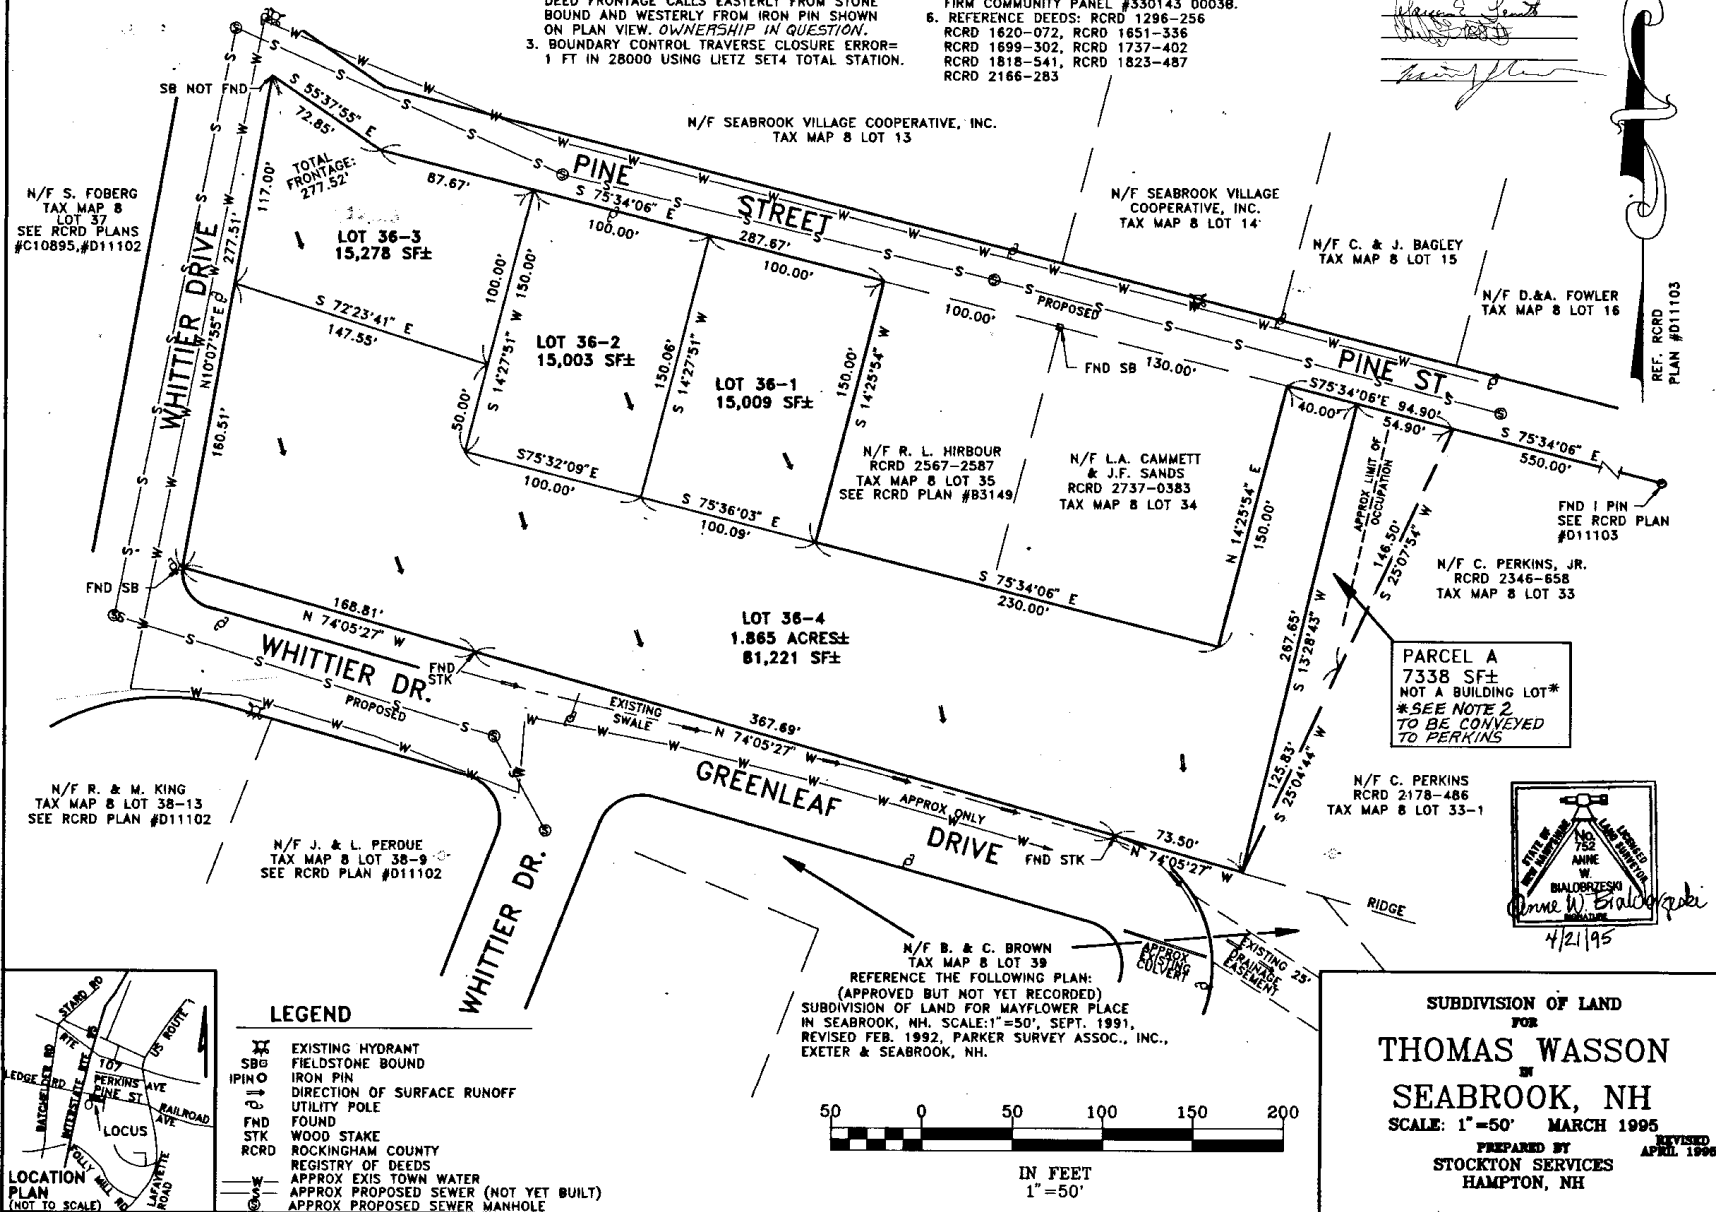 DEED FRONTAGE CALLS EASTERLY FROM STONE
BOUND AND WESTERLY FROM IRON PIN SHOWN
ON PLAN VIEW. OWNERSHIP IN QUESTION.
3. BOUNDARY CONTROL TRAVERSE CLOSURE ERROR=
1 FT IN 28000 USING LIETZ SET4 TOTAL STATION.
FIRM COMMUNITY PANEL #330143 0003B.
6. REFERENCE DEEDS: RCRD 1296-256
RCRD 1620-072, RCRD 1651-336
RCRD 1699-302, RCRD 1737-402
RCRD 1818-541, RCRD 1823-487
RCRD 2166-283
SB NOT FND
55°37'55" E
72.85'
TOTAL
FRONTAGE:
277.52'
N/F SEABROOK VILLAGE COOPERATIVE, INC.
TAX MAP 8 LOT 13
N/F S. FOBERG
TAX MAP 8
LOT 37
SEE RCRD PLANS
#C10895,#D11102
WHITTIER DRIVE
117.00'
277.51'
N10°07'55"E
160.51'
87.67'
PINE
STREET
S 75°34'06" E
100.00'
287.67'
100.00'
LOT 36-3
15,278 SF±
S 72°23'41" E
147.55'
100.00'
S 14°27'51" W 150.00'
50.00'
LOT 36-2
15,003 SF±
150.06'
S 14°27'51" W
LOT 36-1
15,009 SF±
150.00'
S 14°25'54" W
S75°32'09"E
100.00'
S 75°36'03" E
100.09'
N/F SEABROOK VILLAGE
COOPERATIVE, INC.
TAX MAP 8 LOT 14
N/F C. & J. BAGLEY
TAX MAP 8 LOT 15
N/F D.&A. FOWLER
TAX MAP 8 LOT 16
REF. RCRD
PLAN #D11103
PROPOSED
100.00'
FND SB
130.00'
PINE ST
S75°34'06"E 94.90'
40.00'
54.90'
S 75°34'06" E
550.00'
FND I PIN
SEE RCRD PLAN
#D11103
N/F R. L. HIRBOUR
RCRD 2567-2587
TAX MAP 8 LOT 35
SEE RCRD PLAN #B3149
N/F L.A. CAMMETT
& J.F. SANDS
RCRD 2737-0383
TAX MAP 8 LOT 34
N 14°25'54" E
150.00'
APPROX LIMIT OF
OCCUPATION
146.50'
S 25°07'54" W
N/F C. PERKINS, JR.
RCRD 2346-658
TAX MAP 8 LOT 33
S 75°34'06" E
230.00'
267.65'
S 13°28'43" W
PARCEL A
7338 SF±
NOT A BUILDING LOT*
*SEE NOTE 2
TO BE CONVEYED
TO PERKINS
125.83'
S 25°04'44" W
N/F C. PERKINS
RCRD 2178-486
TAX MAP 8 LOT 33-1
LOT 36-4
1.865 ACRES±
81,221 SF±
FND SB
168.81'
N 74°05'27" W
WHITTIER DR.
PROPOSED
FND
STK
EXISTING
SWALE
367.69'
N 74°05'27" W
GREENLEAF
DRIVE
APPROX ONLY
FND STK
73.50'
N 74°05'27" W
RIDGE
N/F R. & M. KING
TAX MAP 8 LOT 38-13
SEE RCRD PLAN #D11102
N/F J. & L. PERDUE
TAX MAP 8 LOT 38-9
SEE RCRD PLAN #D11102
WHITTIER DR.
N/F B. & C. BROWN
TAX MAP 8 LOT 39
REFERENCE THE FOLLOWING PLAN:
(APPROVED BUT NOT YET RECORDED)
SUBDIVISION OF LAND FOR MAYFLOWER PLACE
IN SEABROOK, NH. SCALE:1"=50', SEPT. 1991,
REVISED FEB. 1992, PARKER SURVEY ASSOC., INC.,
EXETER & SEABROOK, NH.
APPROX
EXISTING
CULVERT
EXISTING 25'
DRAINAGE
EASEMENT
STATE OF
NEW HAMPSHIRE
LICENSED
LAND SURVEYOR
No.
752
ANNE
W.
BIALOBRZESKI
SIGNATURE
Anne W. Bialobrzeski
4/21/95
STARD RD
RTE
107
US ROUTE 1
LEDGE RD
BATCHELDER RD
INTERSTATE RTE 95
PERKINS AVE
PINE ST
RAILROAD
AVE
LOCUS
FOLLY MILL RD
LAFAYETTE
ROAD
LOCATION
PLAN
(NOT TO SCALE)
LEGEND
EXISTING HYDRANT
SB FIELDSTONE BOUND
IPIN IRON PIN
DIRECTION OF SURFACE RUNOFF
UTILITY POLE
FND FOUND
STK WOOD STAKE
RCRD ROCKINGHAM COUNTY
REGISTRY OF DEEDS
W APPROX EXIS TOWN WATER
S APPROX PROPOSED SEWER (NOT YET BUILT)
S APPROX PROPOSED SEWER MANHOLE
50 0 50 100 150 200
IN FEET
1"=50'
SUBDIVISION OF LAND
FOR
THOMAS WASSON
IN
SEABROOK, NH
SCALE: 1"=50' MARCH 1995
REVISED
APRIL 1995
PREPARED BY
STOCKTON SERVICES
HAMPTON, NH